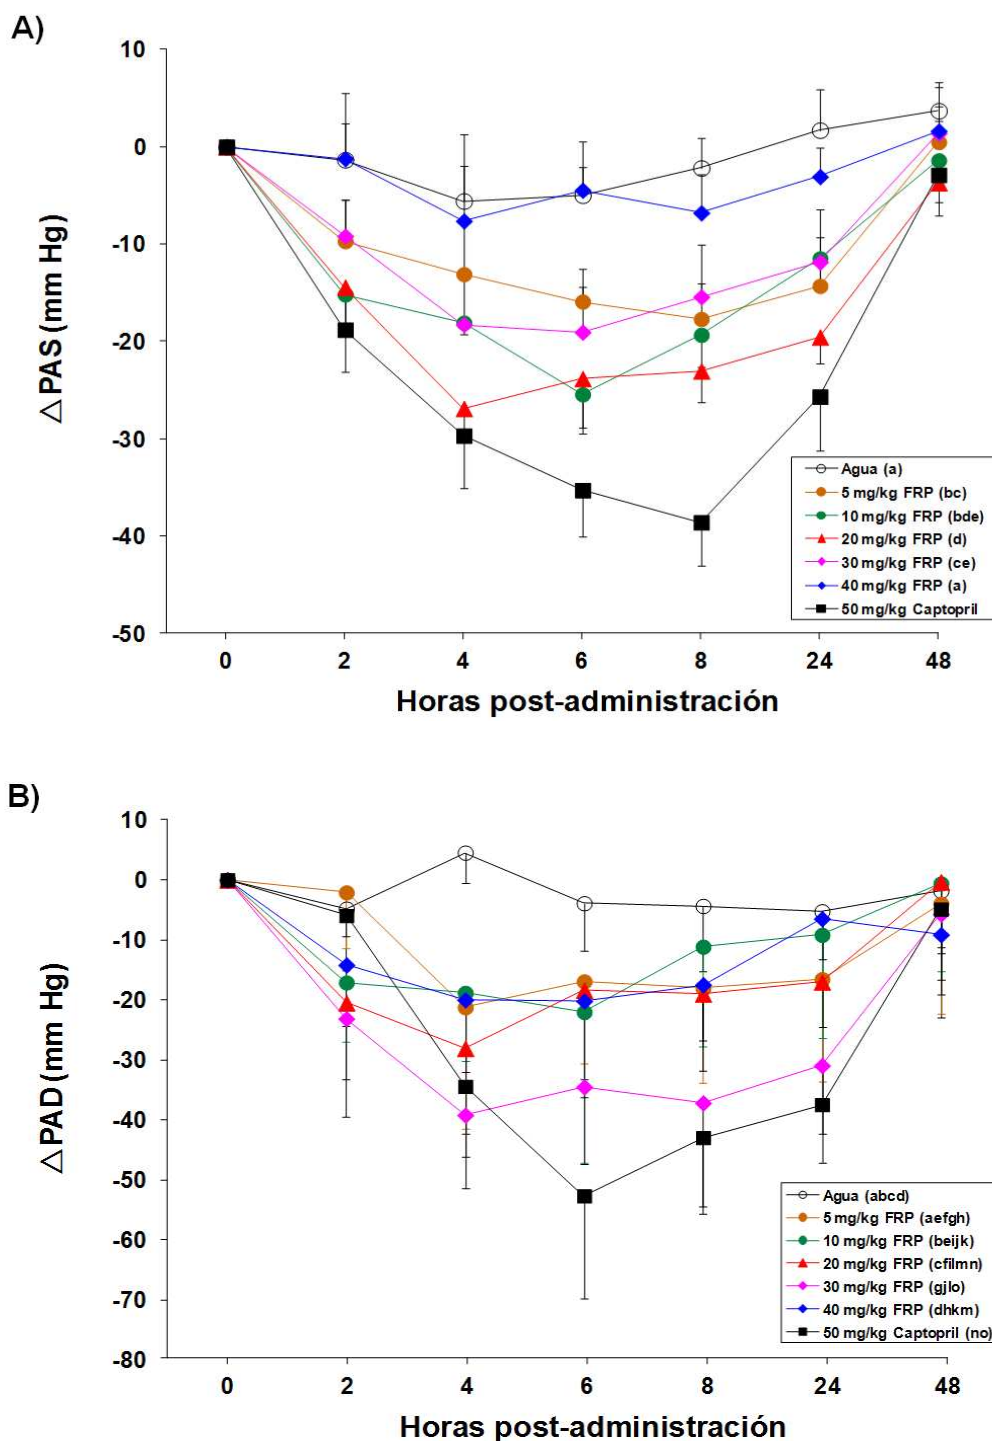 A)
10
0
-10
-20
-30
-40
-50
△PAS (mm Hg)
Agua (a)
5 mg/kg FRP (bc)
10 mg/kg FRP (bde)
20 mg/kg FRP (d)
30 mg/kg FRP (ce)
40 mg/kg FRP (a)
50 mg/kg Captopril
0 2 4 6 8 24 48
Horas post-administración
B)
10
0
-10
-20
-30
-40
-50
-60
-70
-80
△PAD (mm Hg)
Agua (abcd)
5 mg/kg FRP (aefgh)
10 mg/kg FRP (beijk)
20 mg/kg FRP (cfilmn)
30 mg/kg FRP (gjlo)
40 mg/kg FRP (dhkm)
50 mg/kg Captopril (no)
0 2 4 6 8 24 48
Horas post-administración